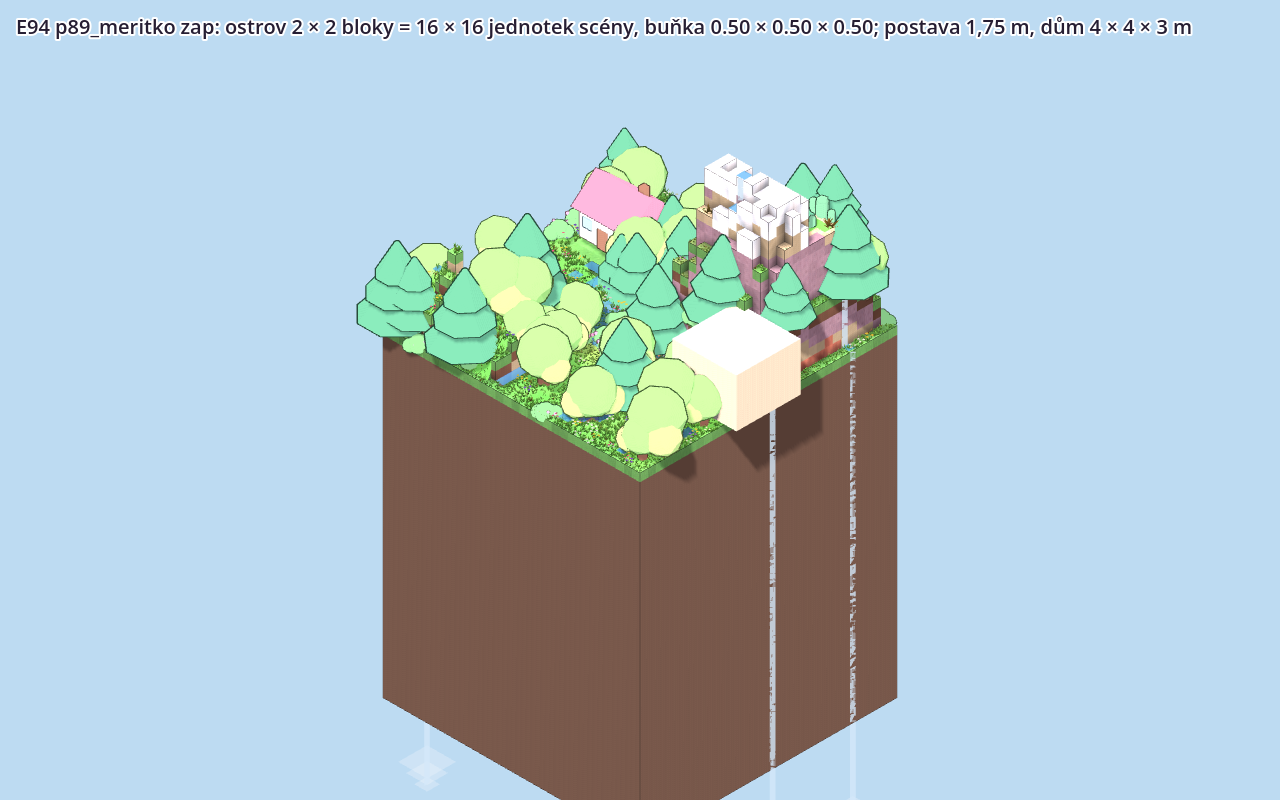 E94 p89_meritko zap: ostrov 2 × 2 bloky = 16 × 16 jednotek scény, buňka 0.50 × 0.50 × 0.50; postava 1,75 m, dům 4 × 4 × 3 m